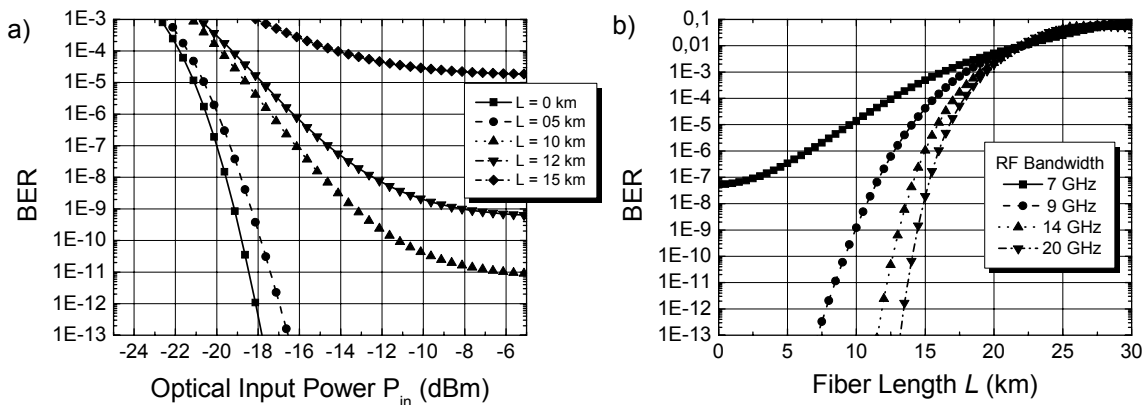 a)
BER
1E-3
1E-4
1E-5
1E-6
1E-7
1E-8
1E-9
1E-10
1E-11
1E-12
1E-13
-24 -22 -20 -18 -16 -14 -12 -10 -8 -6
Optical Input Power P_in (dBm)
L = 0 km
L = 05 km
L = 10 km
L = 12 km
L = 15 km
b)
BER
0,1
0,01
1E-3
1E-4
1E-5
1E-6
1E-7
1E-8
1E-9
1E-10
1E-11
1E-12
1E-13
0 5 10 15 20 25 30
Fiber Length L (km)
RF Bandwidth
7 GHz
9 GHz
14 GHz
20 GHz